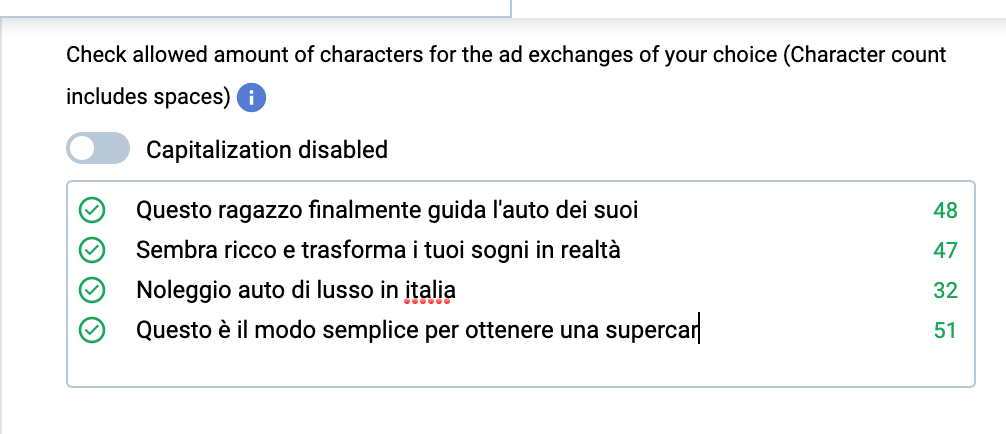 Check allowed amount of characters for the ad exchanges of your choice (Character count
includes spaces) i
Capitalization disabled
Questo ragazzo finalmente guida l'auto dei suoi 48
Sembra ricco e trasforma i tuoi sogni in realtà 47
Noleggio auto di lusso in italia 32
Questo è il modo semplice per ottenere una supercar 51